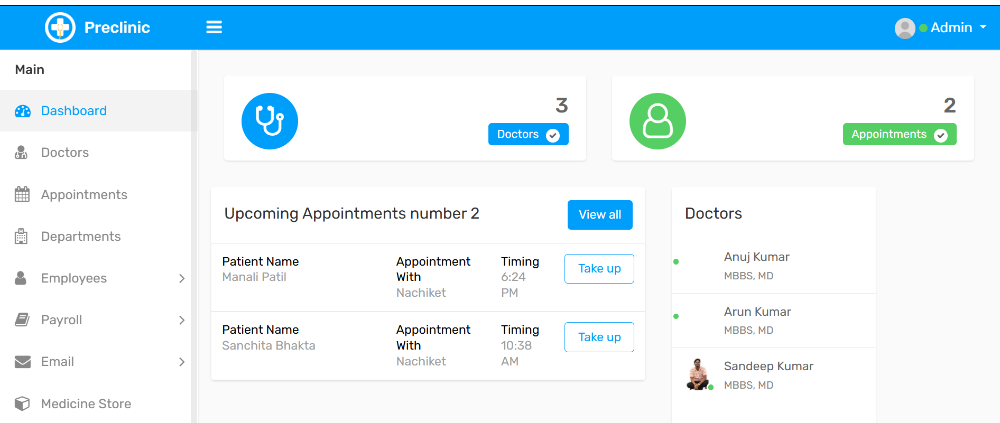 Preclinic
Admin
Main
Dashboard
Doctors
Appointments
Departments
Employees
Payroll
Email
Medicine Store
3
Doctors
2
Appointments
Upcoming Appointments number 2
View all
Patient Name
Manali Patil
Appointment
With
Nachiket
Timing
6:24
PM
Take up
Patient Name
Sanchita Bhakta
Appointment
With
Nachiket
Timing
10:38
AM
Take up
Doctors
Anuj Kumar
MBBS, MD
Arun Kumar
MBBS, MD
Sandeep Kumar
MBBS, MD